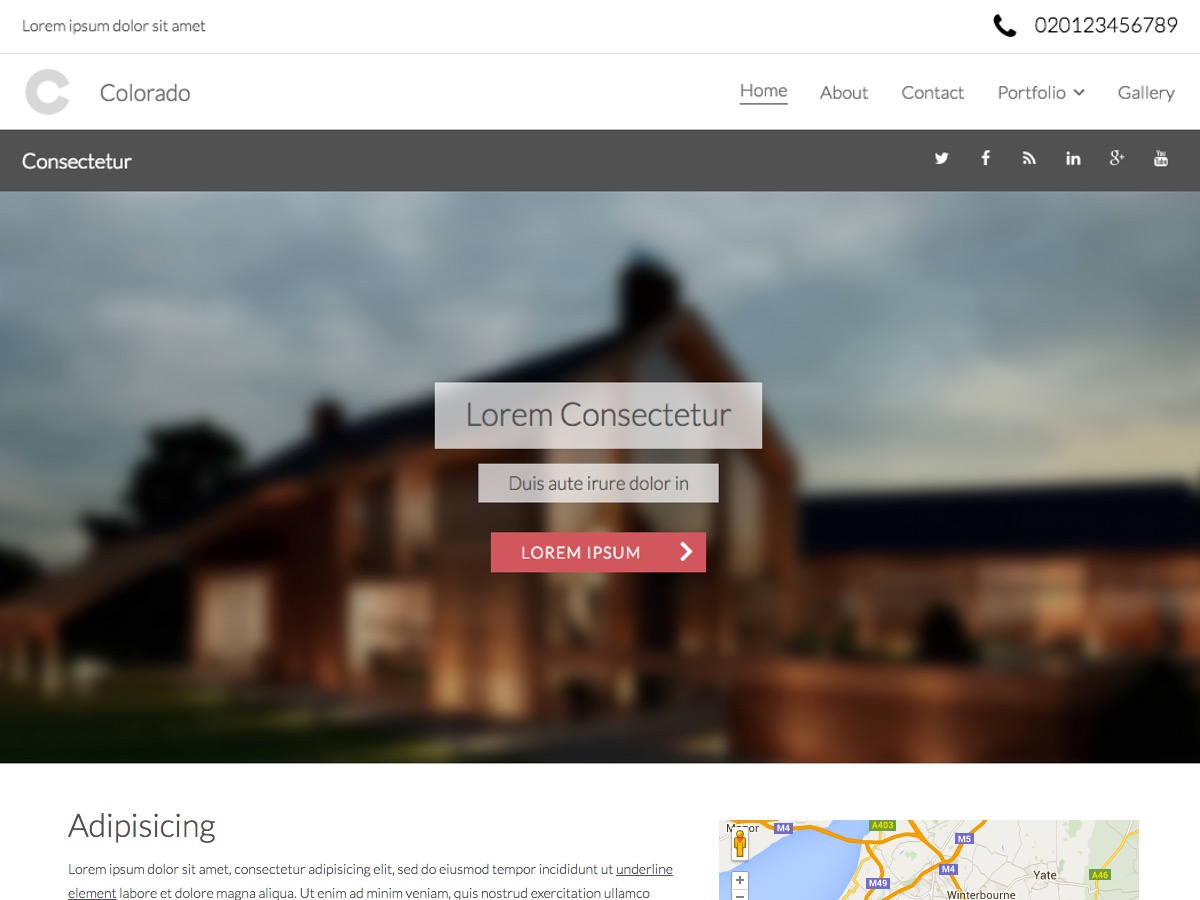 Lorem ipsum dolor sit amet
020123456789
Colorado
Home About Contact Portfolio Gallery
Consectetur
Lorem Consectetur
Duis aute irure dolor in
LOREM IPSUM
Adipisicing
Lorem ipsum dolor sit amet, consectetur adipisicing elit, sed do eiusmod tempor incididunt ut underline
element labore et dolore magna aliqua. Ut enim ad minim veniam, quis nostrud exercitation ullamco
M4
A403
M5
M4
Yate
A46
M49
Winterbourne